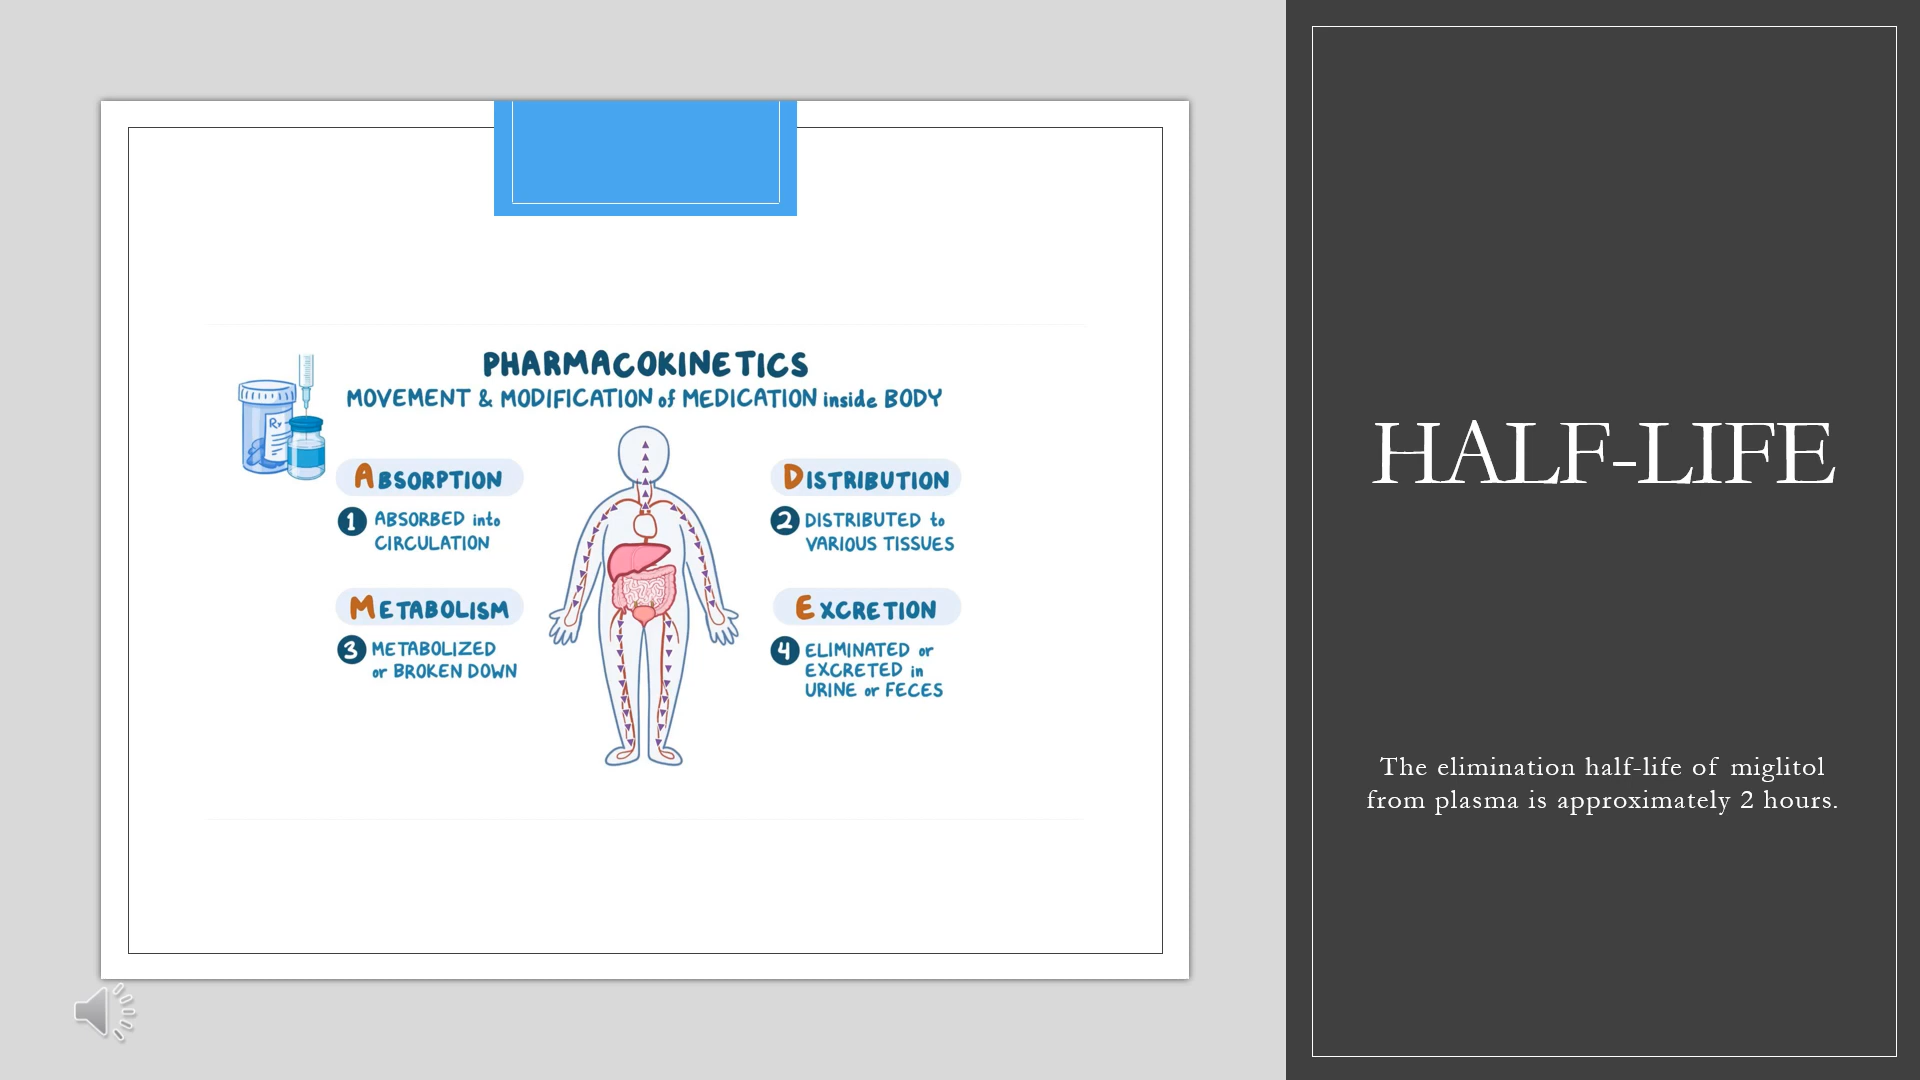 PHARMACOKINETICS
MOVEMENT & MODIFICATION of MEDICATION inside BODY
Rx
ABSORPTION
1 ABSORBED into
CIRCULATION
DISTRIBUTION
2 DISTRIBUTED to
VARIOUS TISSUES
METABOLISM
3 METABOLIZED
or BROKEN DOWN
EXCRETION
4 ELIMINATED or
EXCRETED in
URINE or FECES
HALF-LIFE
The elimination half-life of miglitol
from plasma is approximately 2 hours.